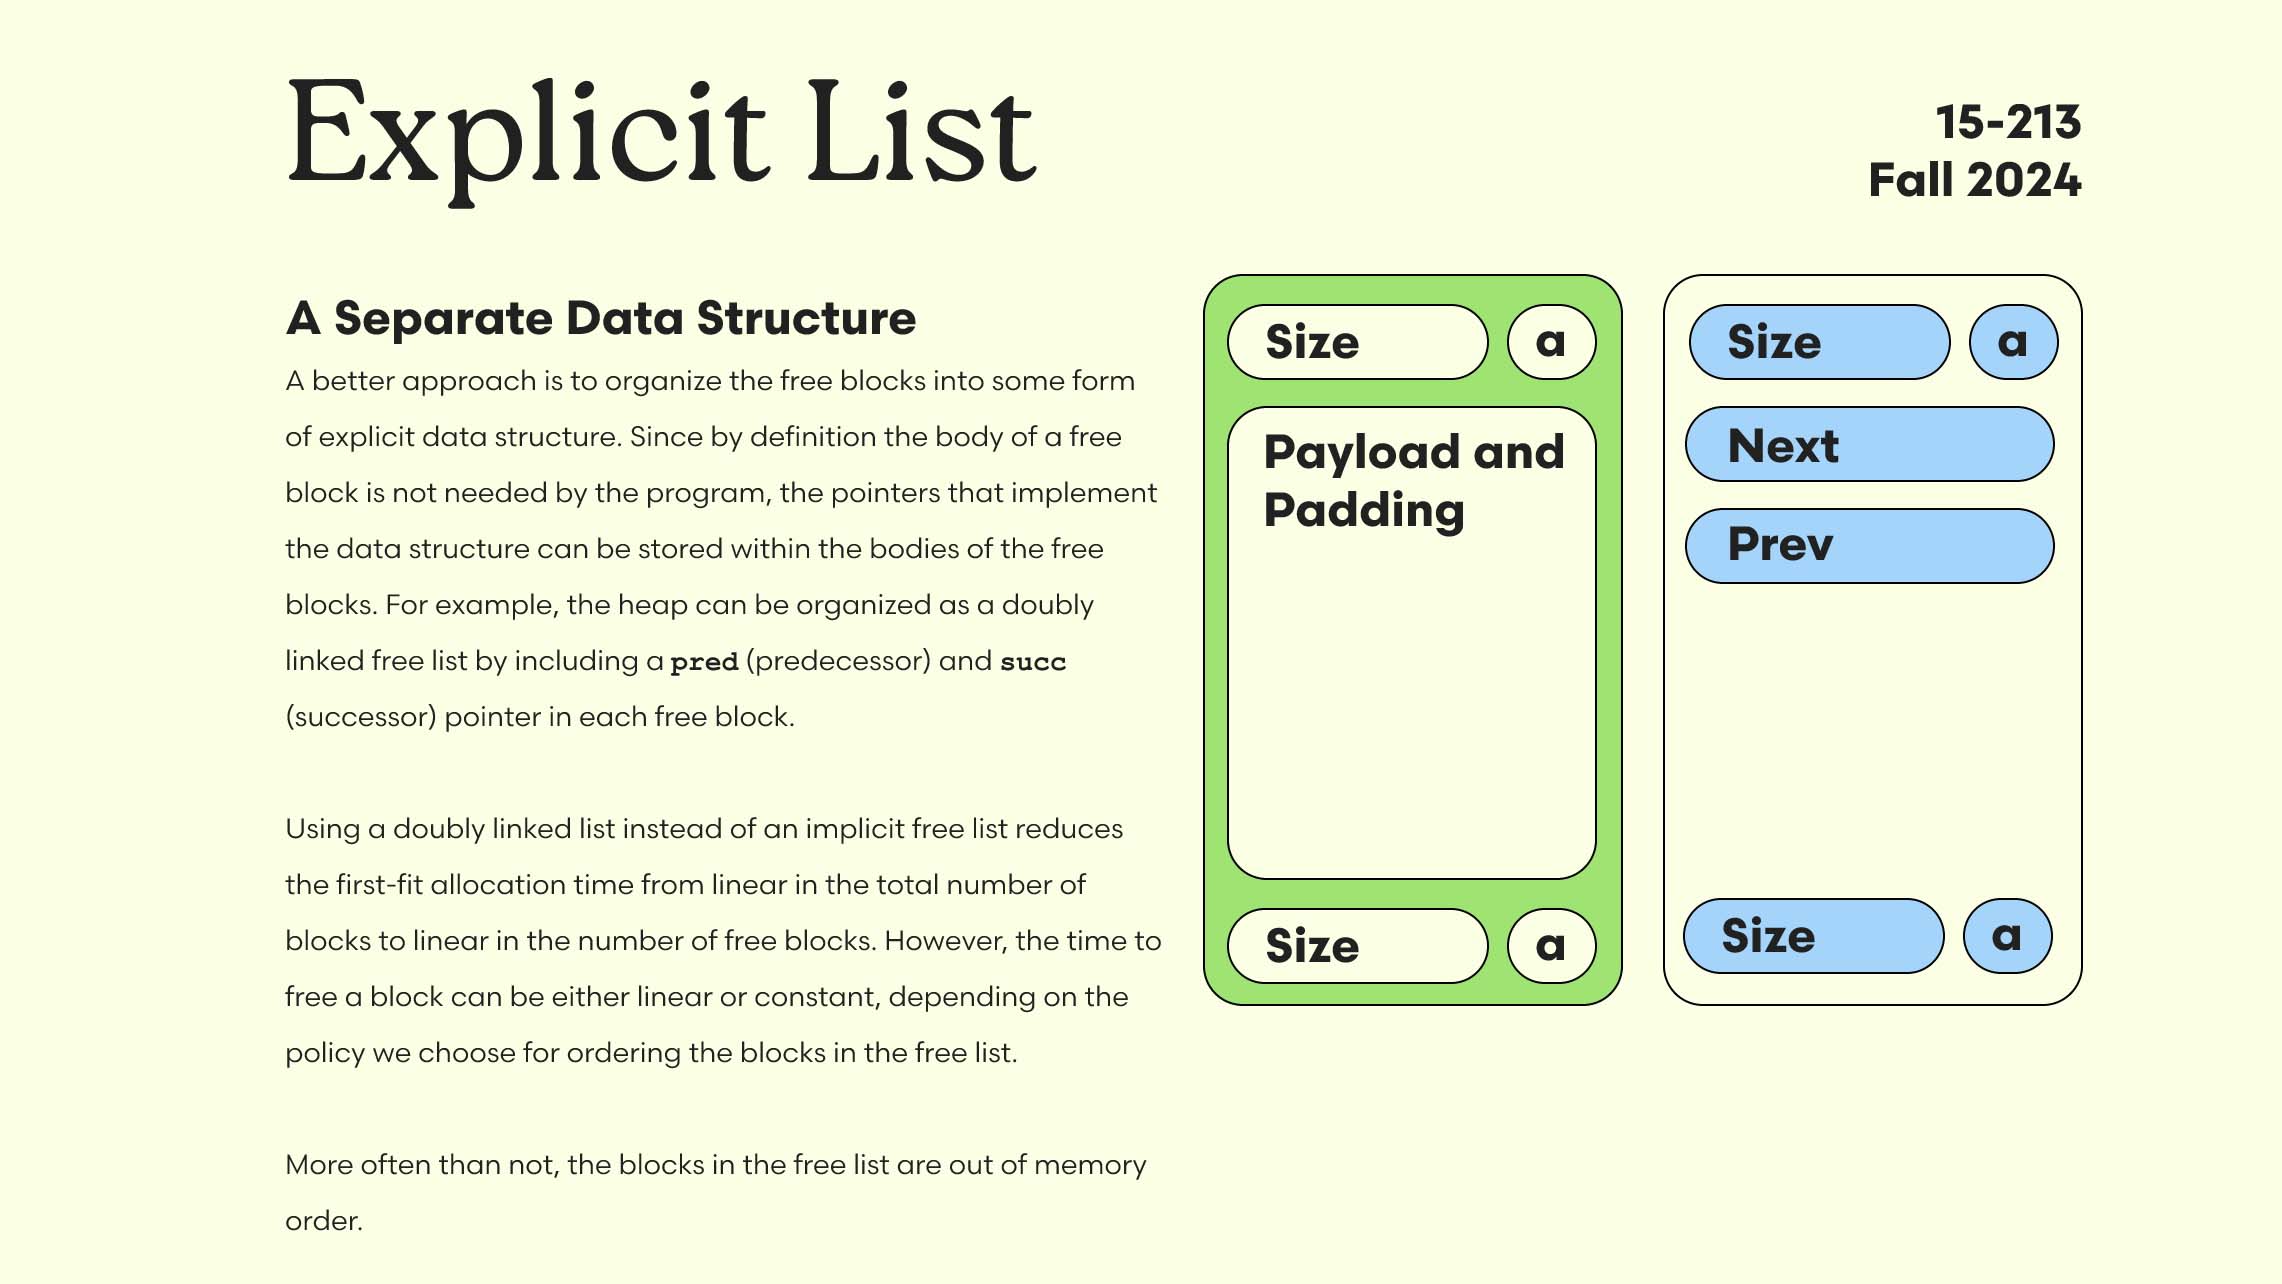 Explicit List
15-213
Fall 2024
A Separate Data Structure
A better approach is to organize the free blocks into some form
of explicit data structure. Since by definition the body of a free
block is not needed by the program, the pointers that implement
the data structure can be stored within the bodies of the free
blocks. For example, the heap can be organized as a doubly
linked free list by including a pred (predecessor) and succ
(successor) pointer in each free block.
Using a doubly linked list instead of an implicit free list reduces
the first-fit allocation time from linear in the total number of
blocks to linear in the number of free blocks. However, the time to
free a block can be either linear or constant, depending on the
policy we choose for ordering the blocks in the free list.
More often than not, the blocks in the free list are out of memory
order.
Size a
Payload and
Padding
Size a
Size a
Next
Prev
Size a